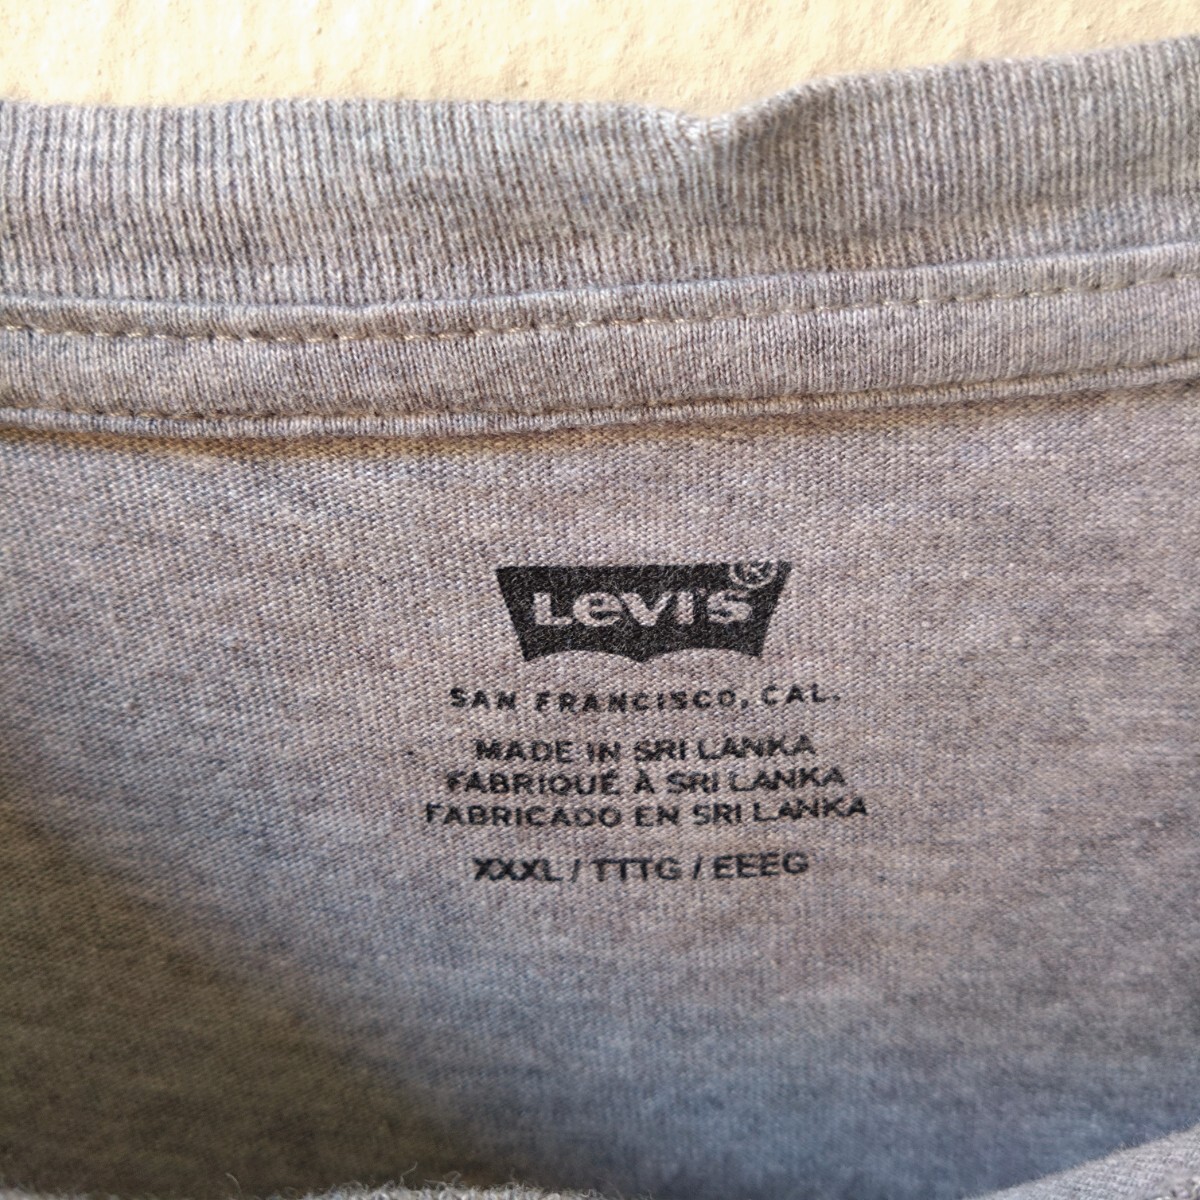 LEVI'S®
SAN FRANCISCO, CAL.
MADE IN SRI LANKA
FABRIQUÉ À SRI LANKA
FABRICADO EN SRI LANKA
XXXL / TTTG / EEEG